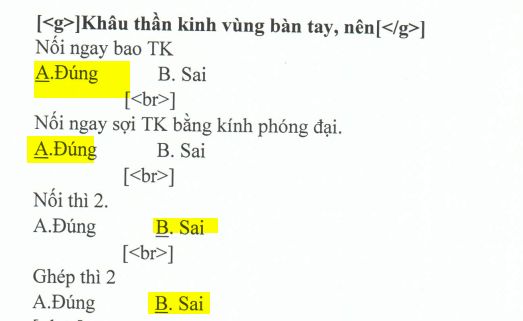 [<g>]Khâu thần kinh vùng bàn tay, nên[</g>]
Nối ngay bao TK
A.Đúng B. Sai
[<br>]
Nối ngay sợi TK bằng kính phóng đại.
A.Đúng B. Sai
[<br>]
Nối thì 2.
A.Đúng B. Sai
[<br>]
Ghép thì 2
A.Đúng B. Sai